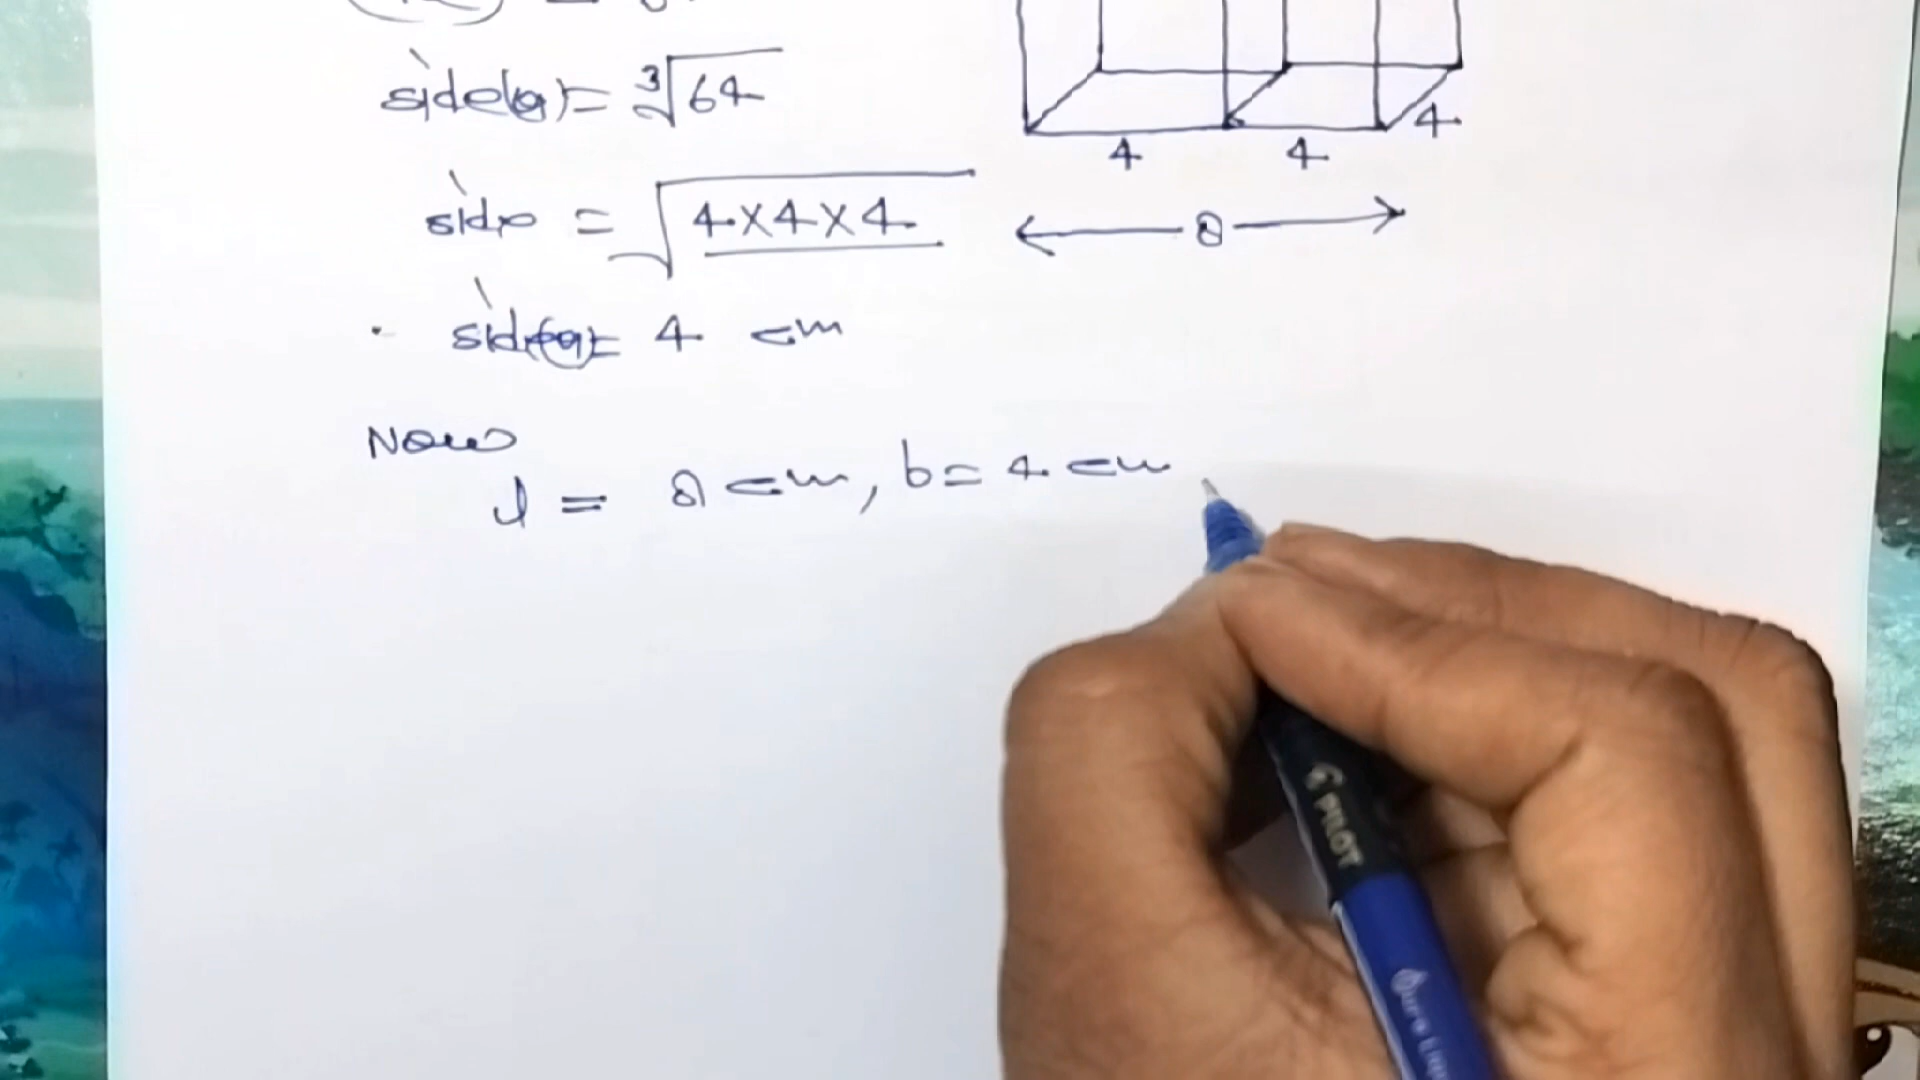 side(a) = ∛64
side = √4×4×4
side(a) = 4 cm
4 4 4
8
Now
l = 8 cm, b = 4 cm
PILOT